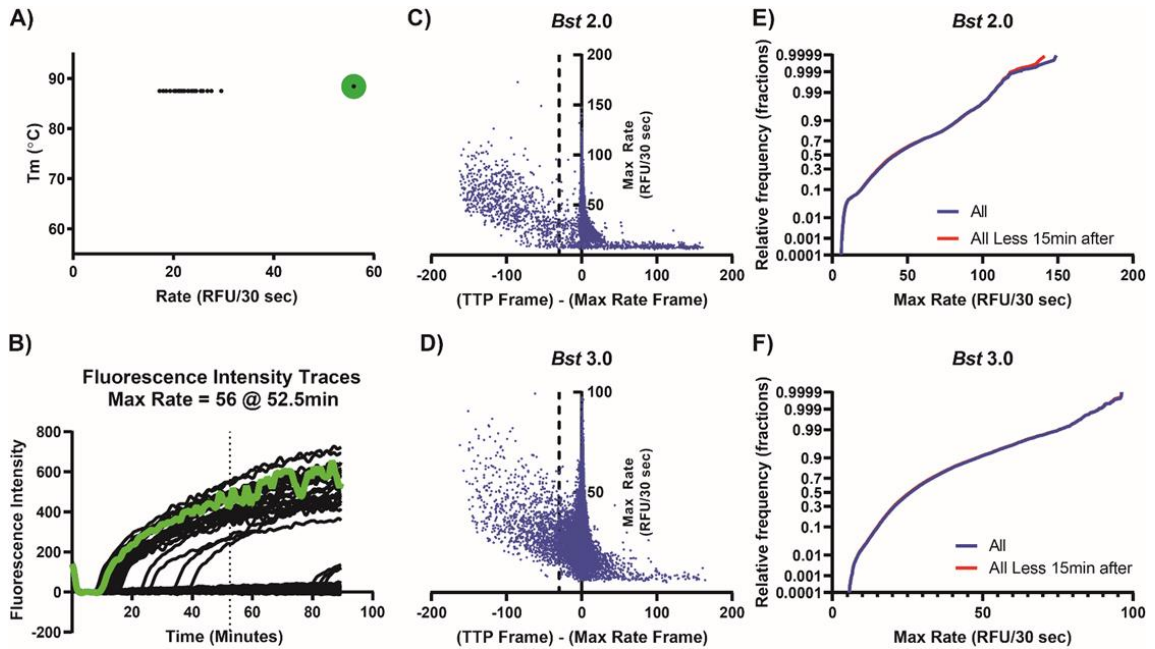 A)
Tm (°C)
90
80
70
60
0
20
40
60
Rate (RFU/30 sec)
B)
Fluorescence Intensity Traces
Max Rate = 56 @ 52.5min
Fluorescence Intensity
800
600
400
200
0
-200
0
20
40
60
80
100
Time (Minutes)
C)
Bst 2.0
200
150
100
50
Max Rate
(RFU/30 sec)
-200
-100
0
100
200
(TTP Frame) - (Max Rate Frame)
D)
Bst 3.0
100
50
Max Rate
(RFU/30 sec)
-200
-100
0
100
200
(TTP Frame) - (Max Rate Frame)
E)
Bst 2.0
Relative frequency (fractions)
0.9999
0.999
0.99
0.9
0.7
0.5
0.3
0.1
0.01
0.001
0.0001
All
All Less 15min after
0
50
100
150
200
Max Rate (RFU/30 sec)
F)
Bst 3.0
Relative frequency (fractions)
0.9999
0.999
0.99
0.9
0.7
0.5
0.3
0.1
0.01
0.001
0.0001
All
All Less 15min after
0
50
100
Max Rate (RFU/30 sec)